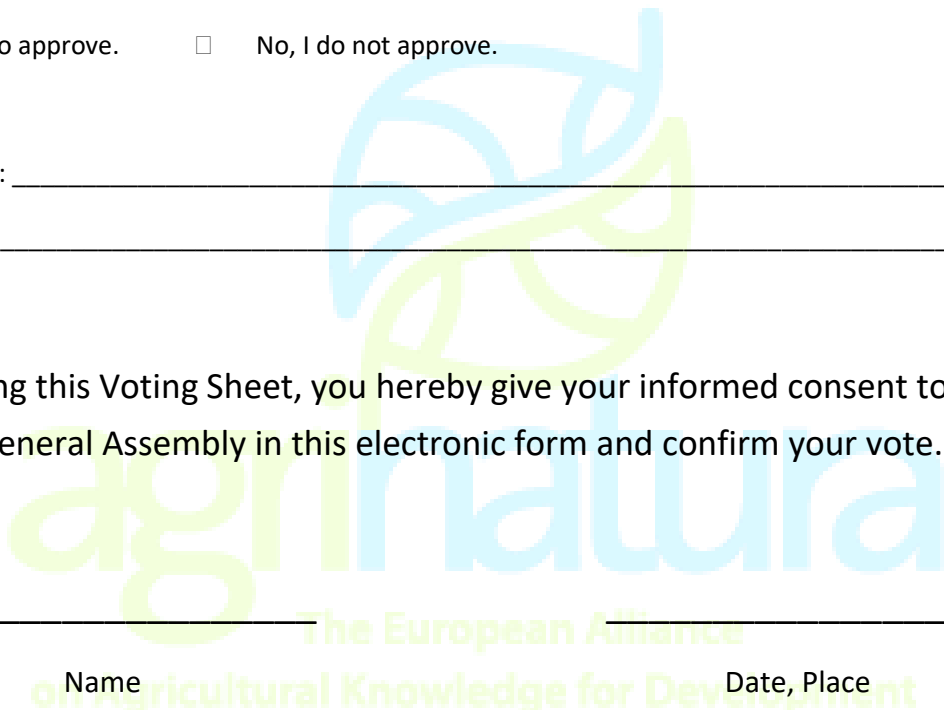 o approve. ☐ No, I do not approve.
: ____________________________________________________________________
____________________________________________________________________
ng this Voting Sheet, you hereby give your informed consent to
eneral Assembly in this electronic form and confirm your vote.
agrinatura
The European Alliance
Name Date, Place
on Agricultural Knowledge for Development